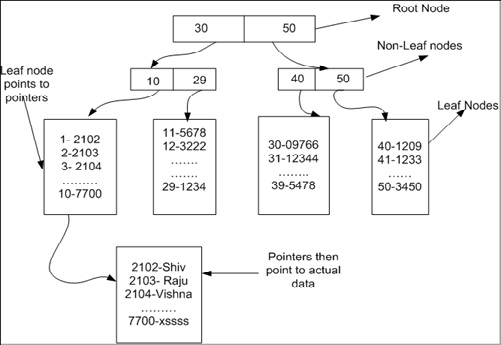 Root Node
30 50
Non-Leaf nodes
Leaf node
points to
pointers
10 29
40 50
Leaf Nodes
1- 2102
2-2103
3- 2104
.........
10-7700
11-5678
12-3222
.......
.......
29-1234
30-09766
31-12344
........
39-5478
40-1209
41-1233
......
50-3450
2102-Shiv
2103- Raju
2104-Vishna
.........
7700-xssss
Pointers then
point to actual
data